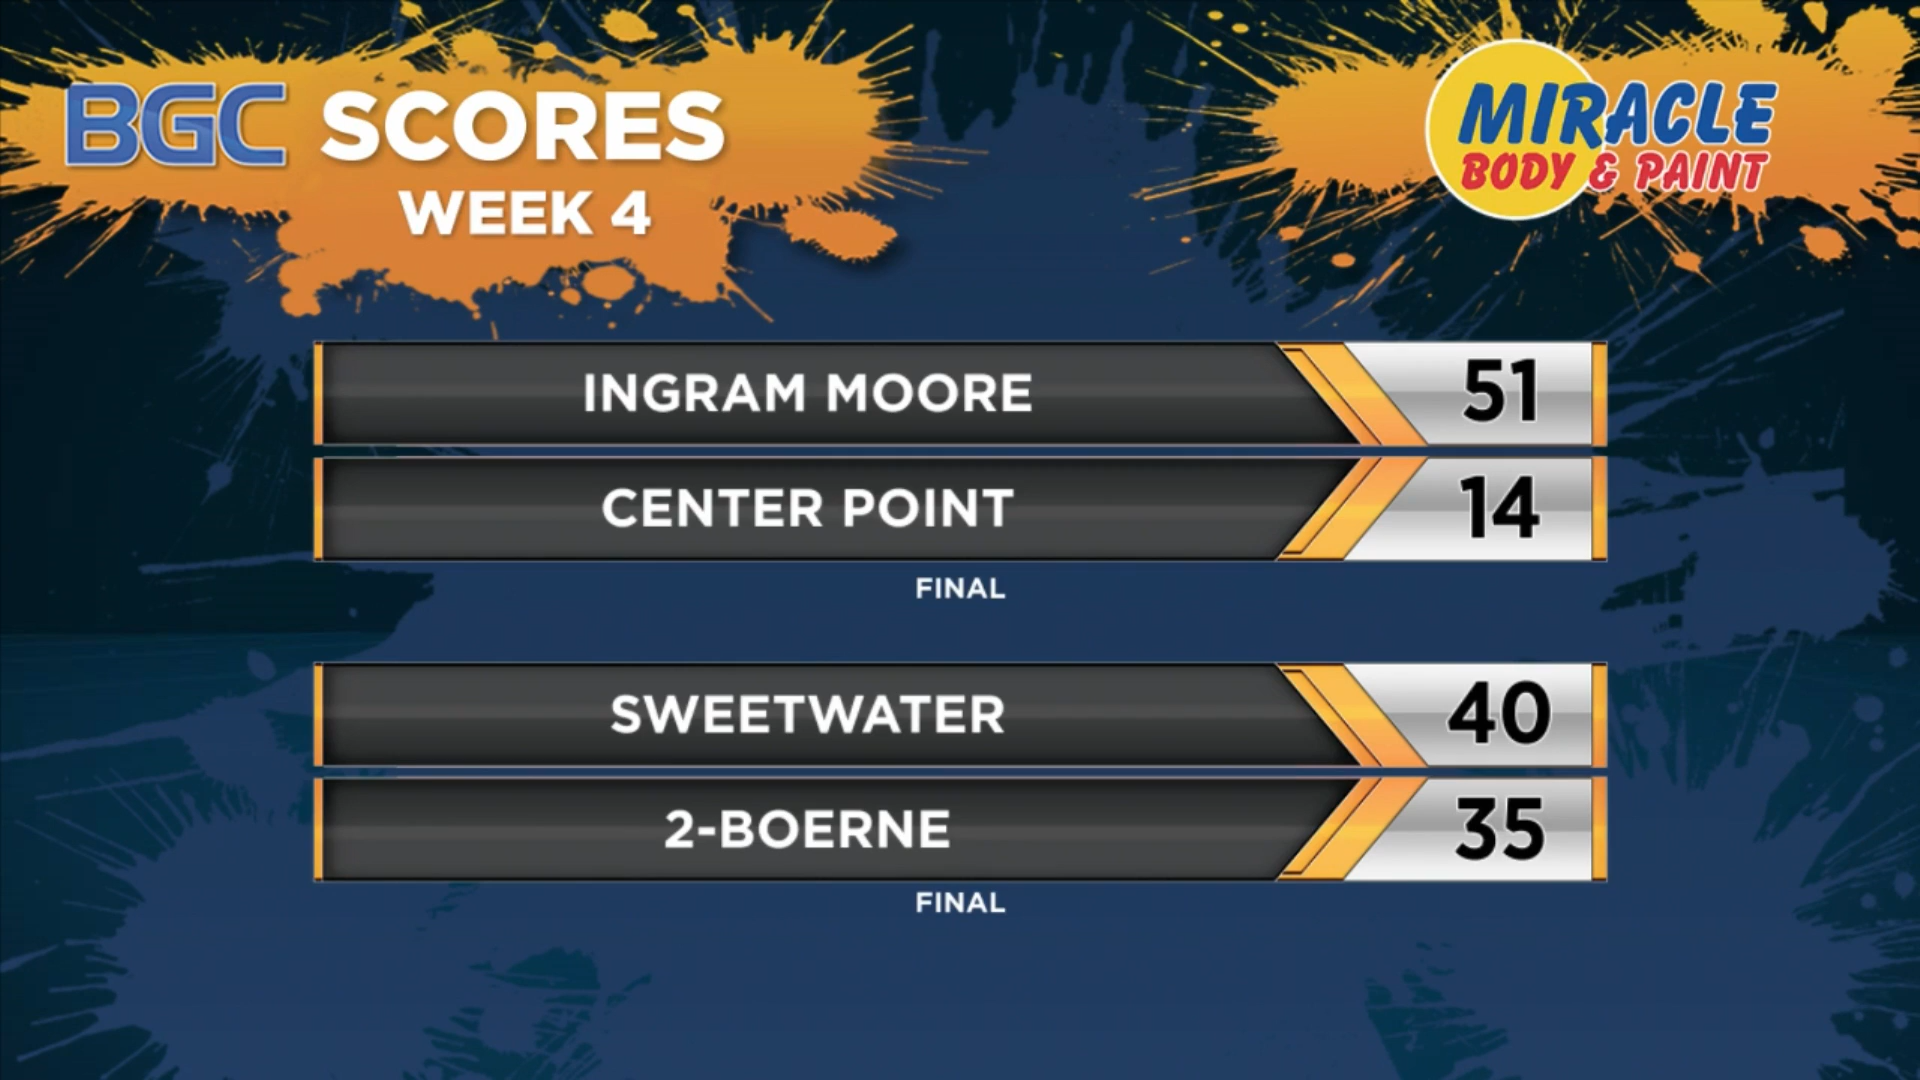 BGC SCORES
WEEK 4
MIRACLE
BODY & PAINT
INGRAM MOORE 51
CENTER POINT 14
FINAL
SWEETWATER 40
2-BOERNE 35
FINAL